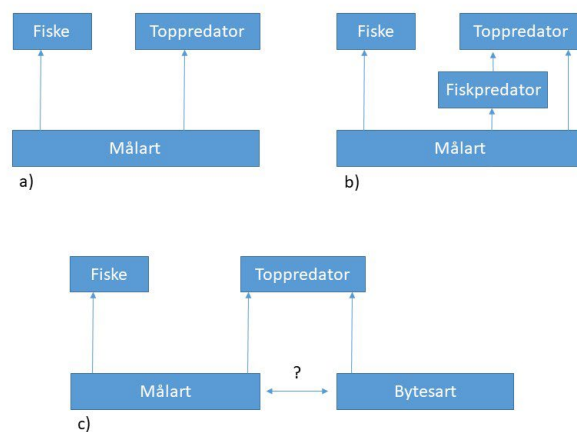 Fiske Toppredator
Målart
a)
Fiske Toppredator
Fiskpredator
Målart
b)
Fiske Toppredator
?
Målart Bytesart
c)